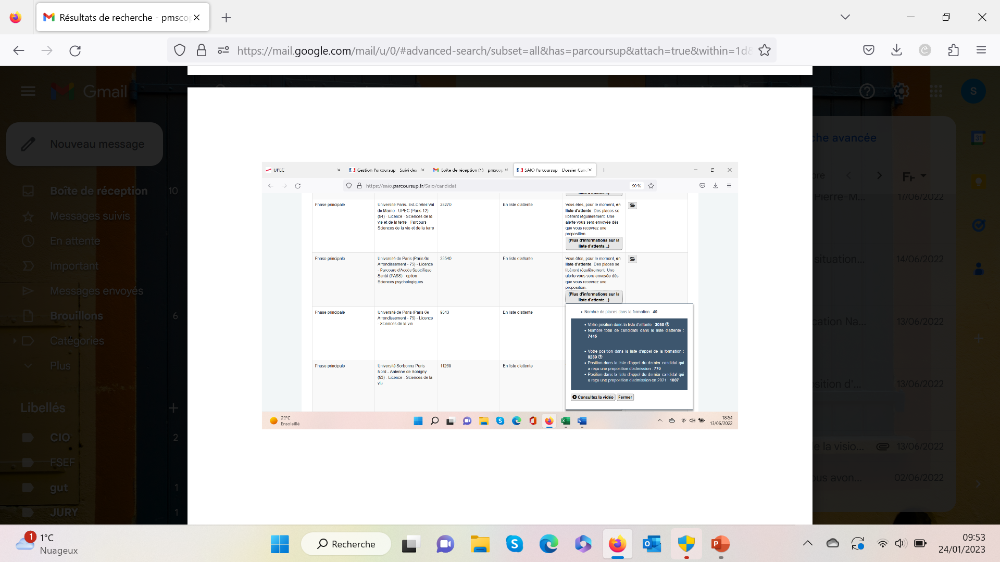 Résultats de recherche - pmscop
https://mail.google.com/mail/u/0/#advanced-search/subset=all&has=parcoursup&attach=true&within=1d&
Gmail
S
Nouveau message
Boîte de réception 10
Messages suivis
En attente
Important
Messages envoyés
Brouillons 6
Catégories
Plus
Libellés
CIO 2
FSEF
gut 1
JURY 1
UPEC
Gestion Parcoursup - Suivi des
Boîte de réception (1) - pmscop
SAIO Parcoursup - Dossier Cand
https://saio.parcoursup.fr/Saio/candidat
90 %
liste d'attente...)
Phase principale
Université Paris- Est-Créteil Val
de Marne - UPEC (Paris 12)
(94) - Licence - Sciences de la
vie et de la terre - Parcours
Sciences de la vie et de la terre
28270
En liste d'attente
Vous êtes, pour le moment, en
liste d'attente. Des places se
libèrent régulièrement. Une
alerte vous sera envoyée dès
que vous recevrez une
proposition.
(Plus d'informations sur la
liste d'attente...)
Phase principale
Université de Paris (Paris 6e
Arrondissement - 75) - Licence
- Parcours d'Accès Spécifique
Santé (PASS) - option
Sciences psychologiques
33540
En liste d'attente
Vous êtes, pour le moment, en
liste d'attente. Des places se
libèrent régulièrement. Une
alerte vous sera envoyée dès
que vous recevrez une
proposition.
(Plus d'informations sur la
liste d'attente...)
Phase principale
Université de Paris (Paris 6e
Arrondissement - 75) - Licence
- Sciences de la vie
9343
En liste d'attente
Phase principale
Université Sorbonne Paris
Nord - Antenne de Bobigny
(93) - Licence - Sciences de la
vie
11269
En liste d'attente
• Nombre de places dans la formation : 40
• Votre position dans la liste d'attente : 3058
• Nombre total de candidats dans la liste d'attente :
7445
• Votre position dans la liste d'appel de la formation :
8289
• Position dans la liste d'appel du dernier candidat qui
a reçu une proposition d'admission : 770
• Position dans la liste d'appel du dernier candidat qui
a reçu une proposition d'admission en 2021 : 1007
Consultez la vidéo
Fermer
23°C
Ensoleillé
18:54
13/06/2022
che avancée
Fr
Pierre-M... 17/06/2022
situation... 14/06/2022
cation Na... 13/06/2022
osition d'... 13/06/2022
e la visio... 13/06/2022
ous avon... 02/06/2022
31
1
1°C
Nuageux
Recherche
09:53
24/01/2023